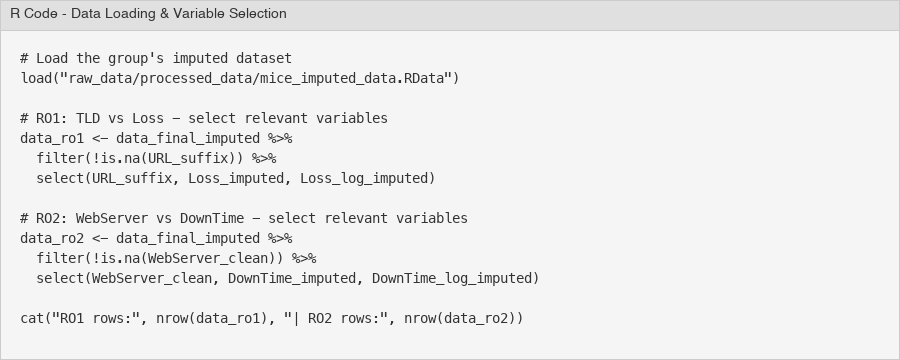 R Code - Data Loading & Variable Selection
# Load the group's imputed dataset
load("raw_data/processed_data/mice_imputed_data.RData")
# RO1: TLD vs Loss – select relevant variables
data_ro1 <- data_final_imputed %>%
  filter(!is.na(URL_suffix)) %>%
  select(URL_suffix, Loss_imputed, Loss_log_imputed)
# RO2: WebServer vs DownTime – select relevant variables
data_ro2 <- data_final_imputed %>%
  filter(!is.na(WebServer_clean)) %>%
  select(WebServer_clean, DownTime_imputed, DownTime_log_imputed)
cat("RO1 rows:", nrow(data_ro1), "| RO2 rows:", nrow(data_ro2))